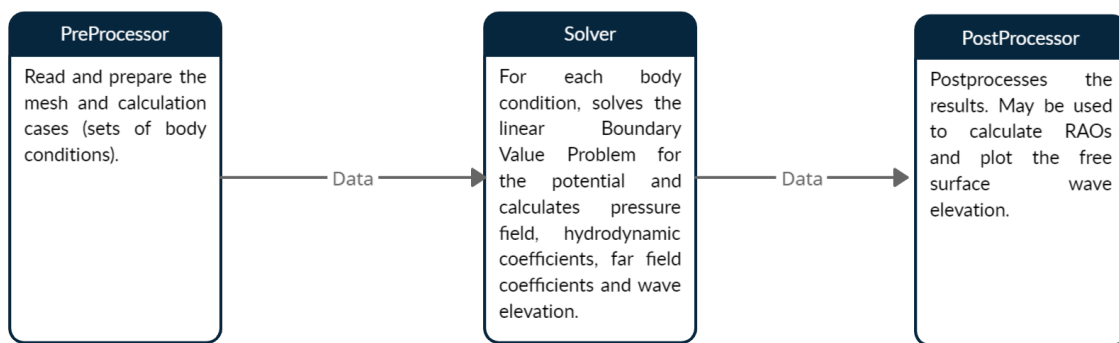 PreProcessor
Read and prepare the
mesh and calculation
cases (sets of body
conditions).
Data
Solver
For each body
condition, solves the
linear Boundary
Value Problem for
the potential and
calculates pressure
field, hydrodynamic
coefficients, far field
coefficients and wave
elevation.
Data
PostProcessor
Postprocesses the
results. May be used
to calculate RAOs
and plot the free
surface wave
elevation.